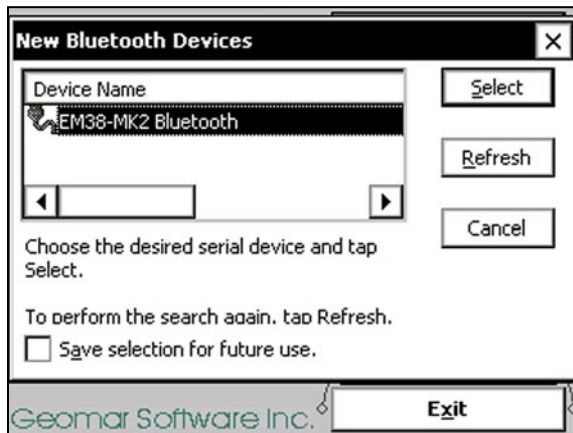 New Bluetooth Devices
Device Name
EM38-MK2 Bluetooth
Select
Refresh
Cancel
Choose the desired serial device and tap
Select.
To perform the search again, tap Refresh.
Save selection for future use.
Geomar Software Inc.
Exit